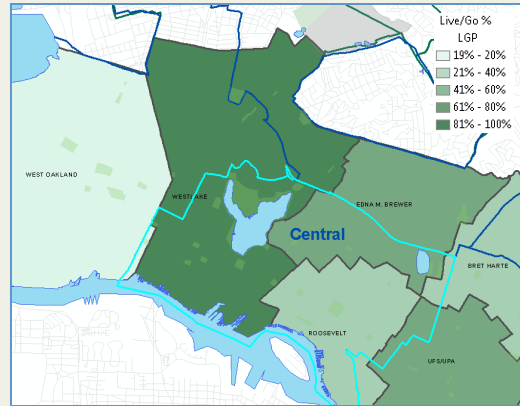 Live/Go %
LGP
19% - 20%
21% - 40%
41% - 60%
61% - 80%
81% - 100%
WEST OAKLAND
WESTLAKE
EDNA M. BREWER
Central
BRET HARTE
ROOSEVELT
UFS/UPA